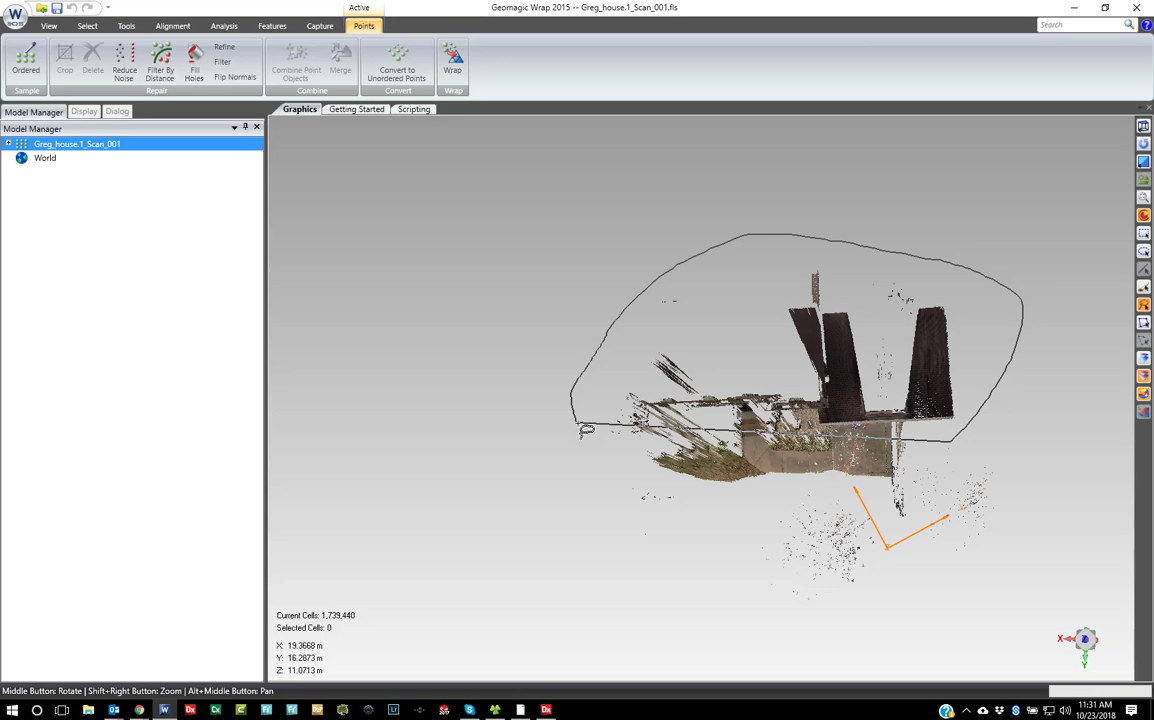 Active
Geomagic Wrap 2015 -- Greg_house.1_Scan_001.fls
View Select Tools Alignment Analysis Features Capture Points
Search
Ordered
Crop
Delete
Reduce
Noise
Filter By
Distance
Fill
Holes
Refine
Filter
Flip Normals
Combine Point
Objects
Merge
Convert to
Unordered Points
Wrap
Sample
Repair
Combine
Convert
Wrap
Model Manager Display Dialog
Graphics Getting Started Scripting
Model Manager
Greg_house.1_Scan_001
World
Current Cells: 1,739,440
Selected Cells: 0
X: 19.3668 m
Y: 16.2873 m
Z: 11.0713 m
X
Z
Y
Middle Button: Rotate | Shift+Right Button: Zoom | Alt+Middle Button: Pan
11:31 AM
10/23/2018